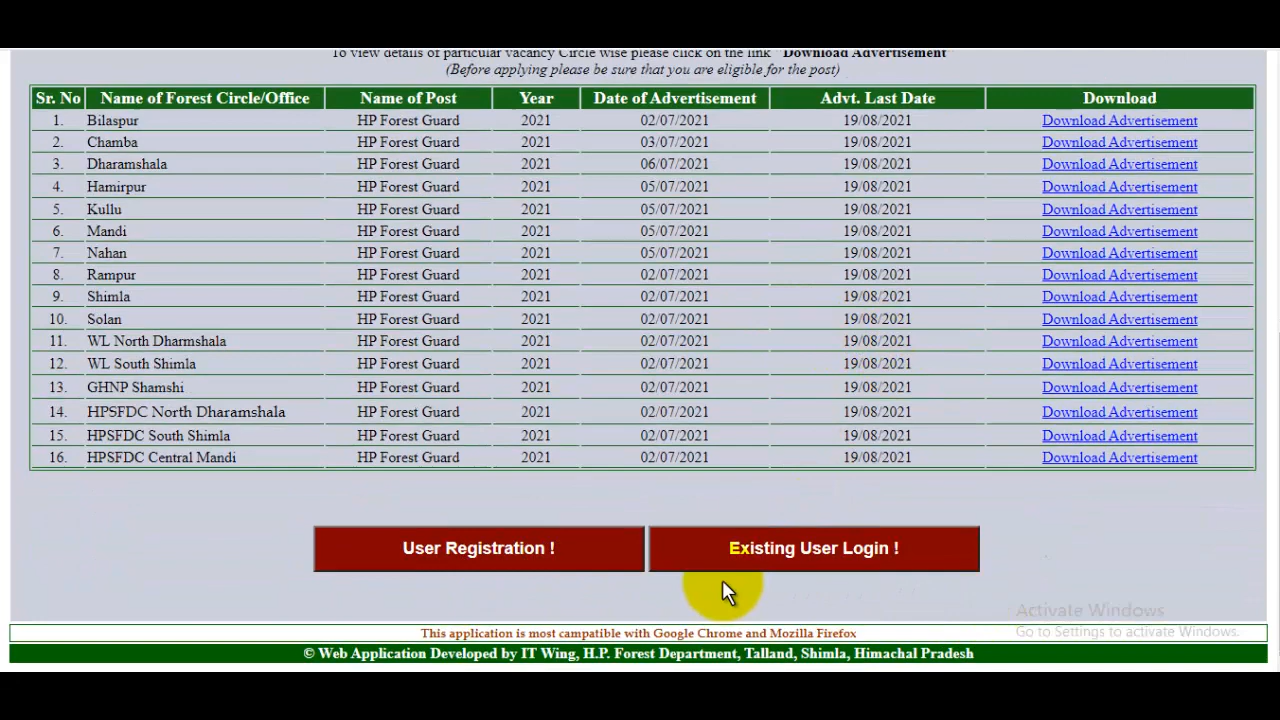 To view details of particular vacancy Circle wise please click on the link "Download Advertisement"
(Before applying please be sure that you are eligible for the post)
Sr. No Name of Forest Circle/Office Name of Post Year Date of Advertisement Advt. Last Date Download
1. Bilaspur HP Forest Guard 2021 02/07/2021 19/08/2021 Download Advertisement
2. Chamba HP Forest Guard 2021 03/07/2021 19/08/2021 Download Advertisement
3. Dharamshala HP Forest Guard 2021 06/07/2021 19/08/2021 Download Advertisement
4. Hamirpur HP Forest Guard 2021 05/07/2021 19/08/2021 Download Advertisement
5. Kullu HP Forest Guard 2021 05/07/2021 19/08/2021 Download Advertisement
6. Mandi HP Forest Guard 2021 05/07/2021 19/08/2021 Download Advertisement
7. Nahan HP Forest Guard 2021 05/07/2021 19/08/2021 Download Advertisement
8. Rampur HP Forest Guard 2021 02/07/2021 19/08/2021 Download Advertisement
9. Shimla HP Forest Guard 2021 02/07/2021 19/08/2021 Download Advertisement
10. Solan HP Forest Guard 2021 02/07/2021 19/08/2021 Download Advertisement
11. WL North Dharmshala HP Forest Guard 2021 02/07/2021 19/08/2021 Download Advertisement
12. WL South Shimla HP Forest Guard 2021 02/07/2021 19/08/2021 Download Advertisement
13. GHNP Shamshi HP Forest Guard 2021 02/07/2021 19/08/2021 Download Advertisement
14. HPSFDC North Dharamshala HP Forest Guard 2021 02/07/2021 19/08/2021 Download Advertisement
15. HPSFDC South Shimla HP Forest Guard 2021 02/07/2021 19/08/2021 Download Advertisement
16. HPSFDC Central Mandi HP Forest Guard 2021 02/07/2021 19/08/2021 Download Advertisement
User Registration ! Existing User Login !
Activate Windows
Go to Settings to activate Windows.
This application is most campatible with Google Chrome and Mozilla Firefox
© Web Application Developed by IT Wing, H.P. Forest Department, Talland, Shimla, Himachal Pradesh